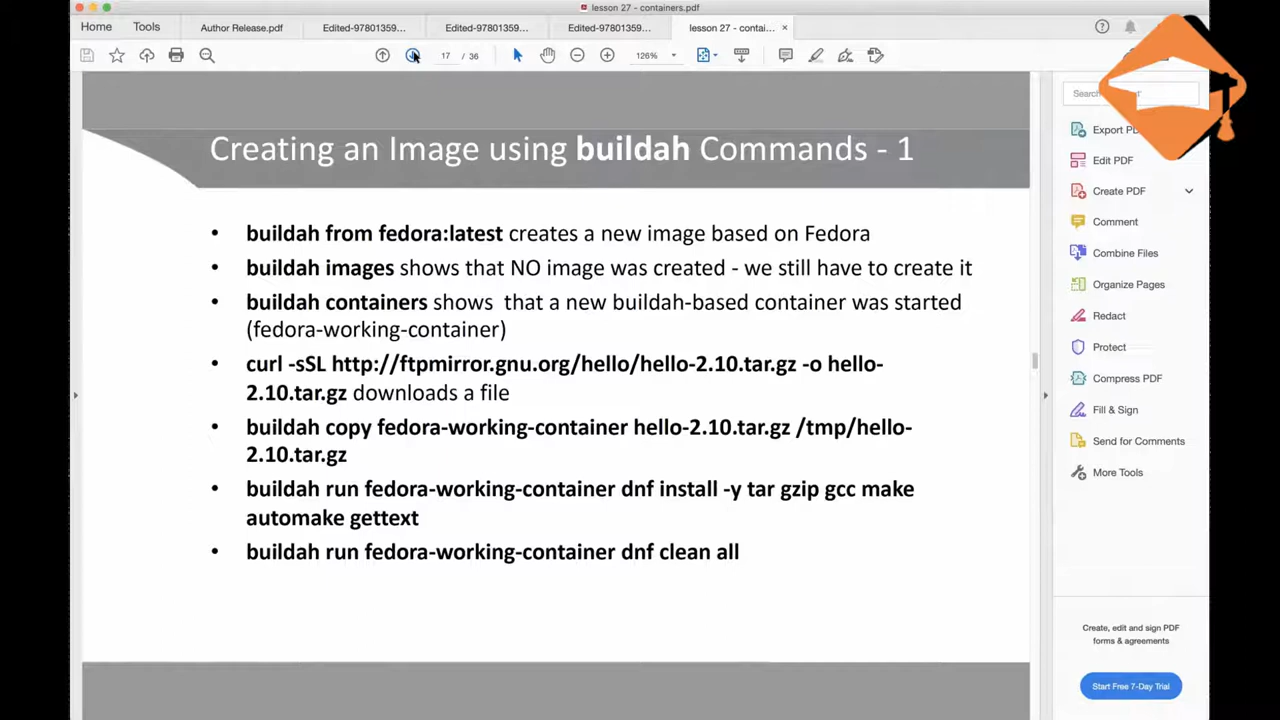 lesson 27 - containers.pdf
Home Tools Author Release.pdf Edited-97801359... Edited-97801359... Edited-97801359... lesson 27 - contai... ×
17 / 36 126%
Creating an Image using buildah Commands - 1
• buildah from fedora:latest creates a new image based on Fedora
• buildah images shows that NO image was created - we still have to create it
• buildah containers shows that a new buildah-based container was started
(fedora-working-container)
• curl -sSL http://ftpmirror.gnu.org/hello/hello-2.10.tar.gz -o hello-
2.10.tar.gz downloads a file
• buildah copy fedora-working-container hello-2.10.tar.gz /tmp/hello-
2.10.tar.gz
• buildah run fedora-working-container dnf install -y tar gzip gcc make
automake gettext
• buildah run fedora-working-container dnf clean all
Search
Export PD
Edit PDF
Create PDF
Comment
Combine Files
Organize Pages
Redact
Protect
Compress PDF
Fill & Sign
Send for Comments
More Tools
Create, edit and sign PDF
forms & agreements
Start Free 7-Day Trial